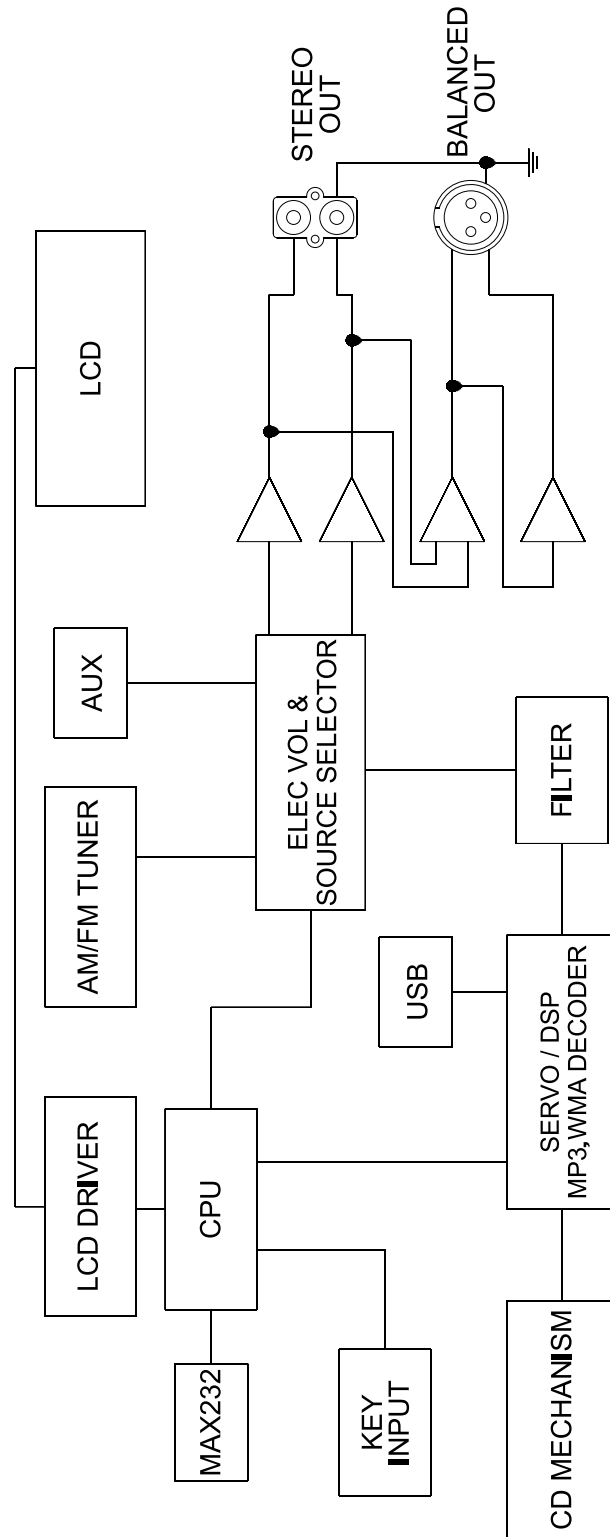 LCD
STEREO
OUT
BALANCED
OUT
AUX
AM/FM TUNER
ELEC VOL &
SOURCE SELECTOR
FILTER
USB
LCD DRIVER
CPU
SERVO / DSP
MP3,WMA DECODER
MAX232
KEY
INPUT
CD MECHANISM